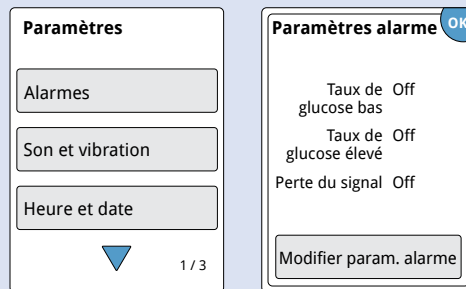 Paramètres
Alarmes
Son et vibration
Heure et date
1 / 3
Paramètres alarme
OK
Taux de Off
glucose bas
Taux de Off
glucose élevé
Perte du signal Off
Modifier param. alarme